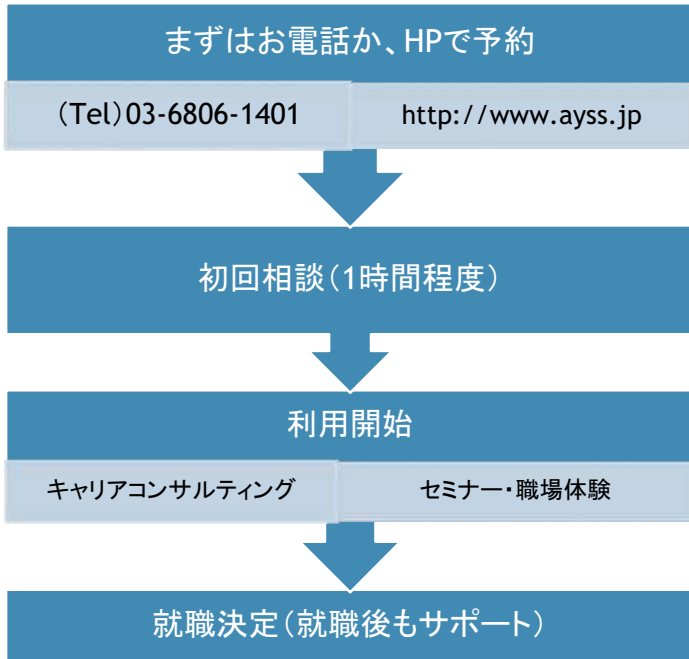 まずはお電話か、HPで予約
（Tel）03-6806-1401
http://www.ayss.jp
初回相談（1時間程度）
利用開始
キャリアコンサルティング
セミナー・職場体験
就職決定（就職後もサポート）